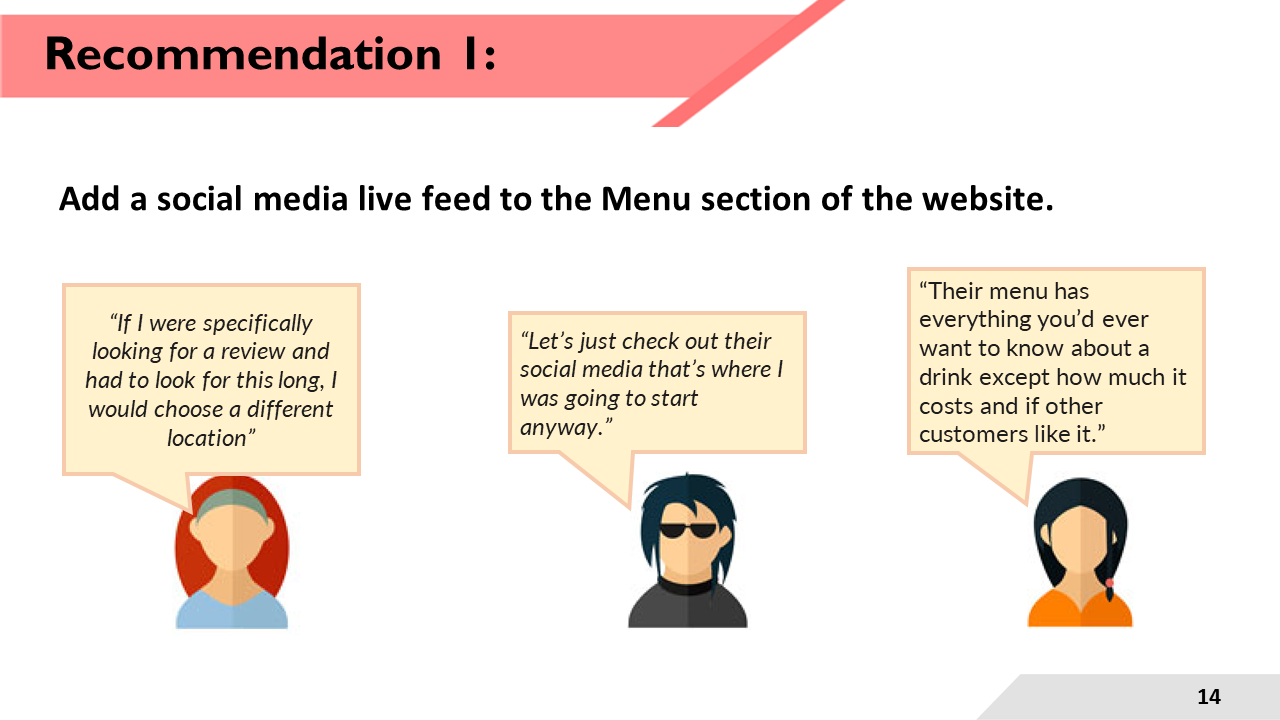 Recommendation 1:
Add a social media live feed to the Menu section of the website.
“If I were specifically
looking for a review and
had to look for this long, I
would choose a different
location”
“Let’s just check out their
social media that’s where I
was going to start
anyway.”
“Their menu has
everything you’d ever
want to know about a
drink except how much it
costs and if other
customers like it.”
14